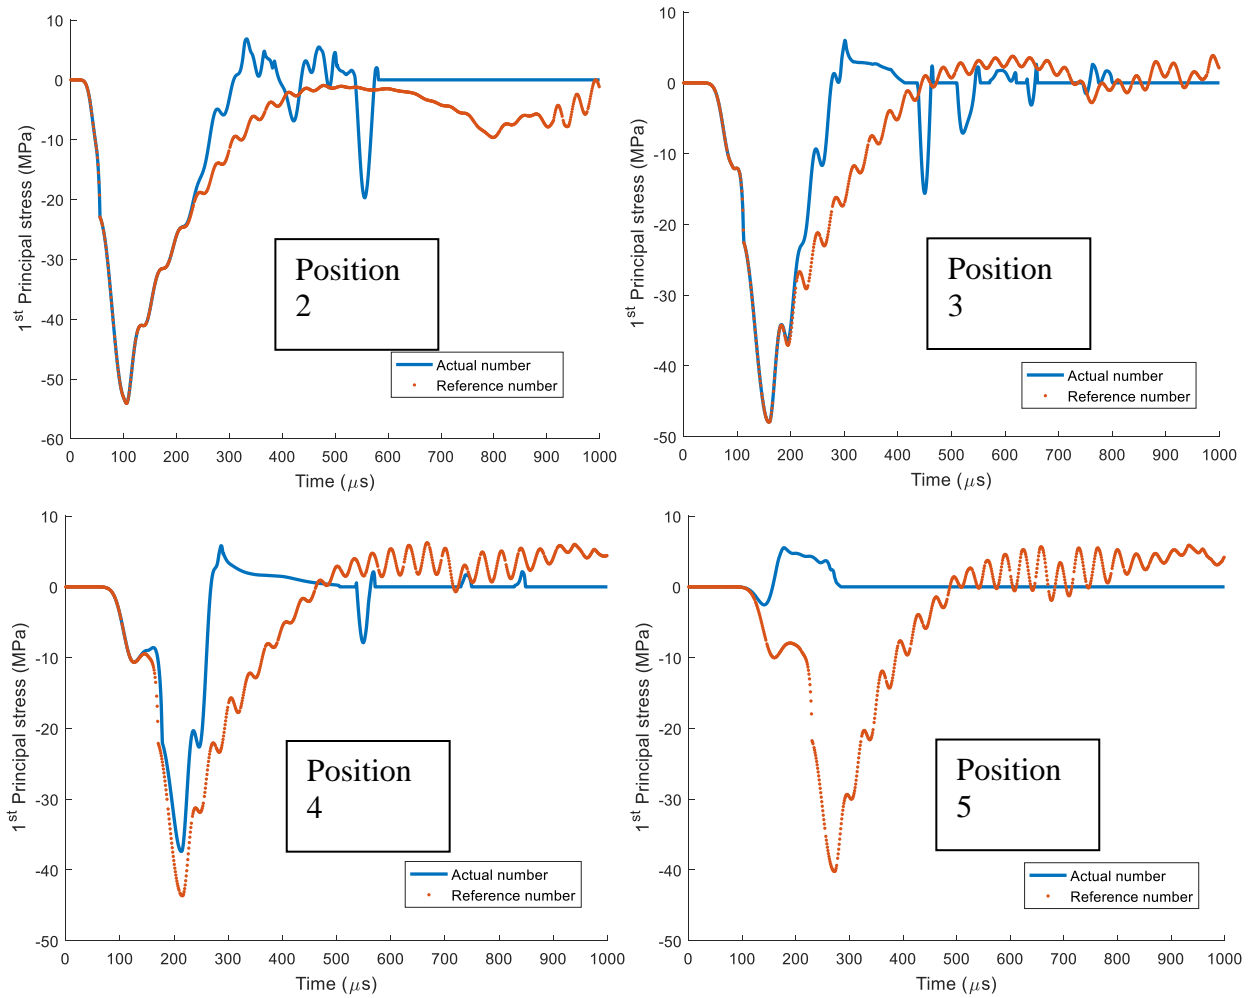 10
0
-10
-20
-30
-40
-50
-60
1st Principal stress (MPa)
Position
2
Actual number
Reference number
0 100 200 300 400 500 600 700 800 900 1000
Time (μs)
10
0
-10
-20
-30
-40
-50
1st Principal stress (MPa)
Position
3
Actual number
Reference number
0 100 200 300 400 500 600 700 800 900 1000
Time (μs)
10
0
-10
-20
-30
-40
-50
1st Principal stress (MPa)
Position
4
Actual number
Reference number
0 100 200 300 400 500 600 700 800 900 1000
Time (μs)
10
0
-10
-20
-30
-40
-50
1st Principal stress (MPa)
Position
5
Actual number
Reference number
0 100 200 300 400 500 600 700 800 900 1000
Time (μs)